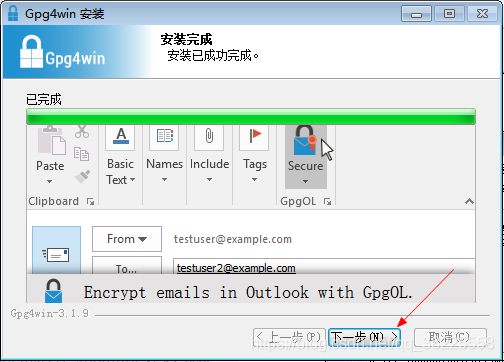 Gpg4win 安装
安装完成
安装已成功完成。
Gpg4win
已完成
Paste
Basic
Text
Names
Include
Tags
Secure
Clipboard
GpgOL
From
testuser@example.com
To...
testuser2@example.com
Encrypt emails in Outlook with GpgOL.
Gpg4win-3.1.9
< 上一步(P)
下一步(N) >
取消(C)